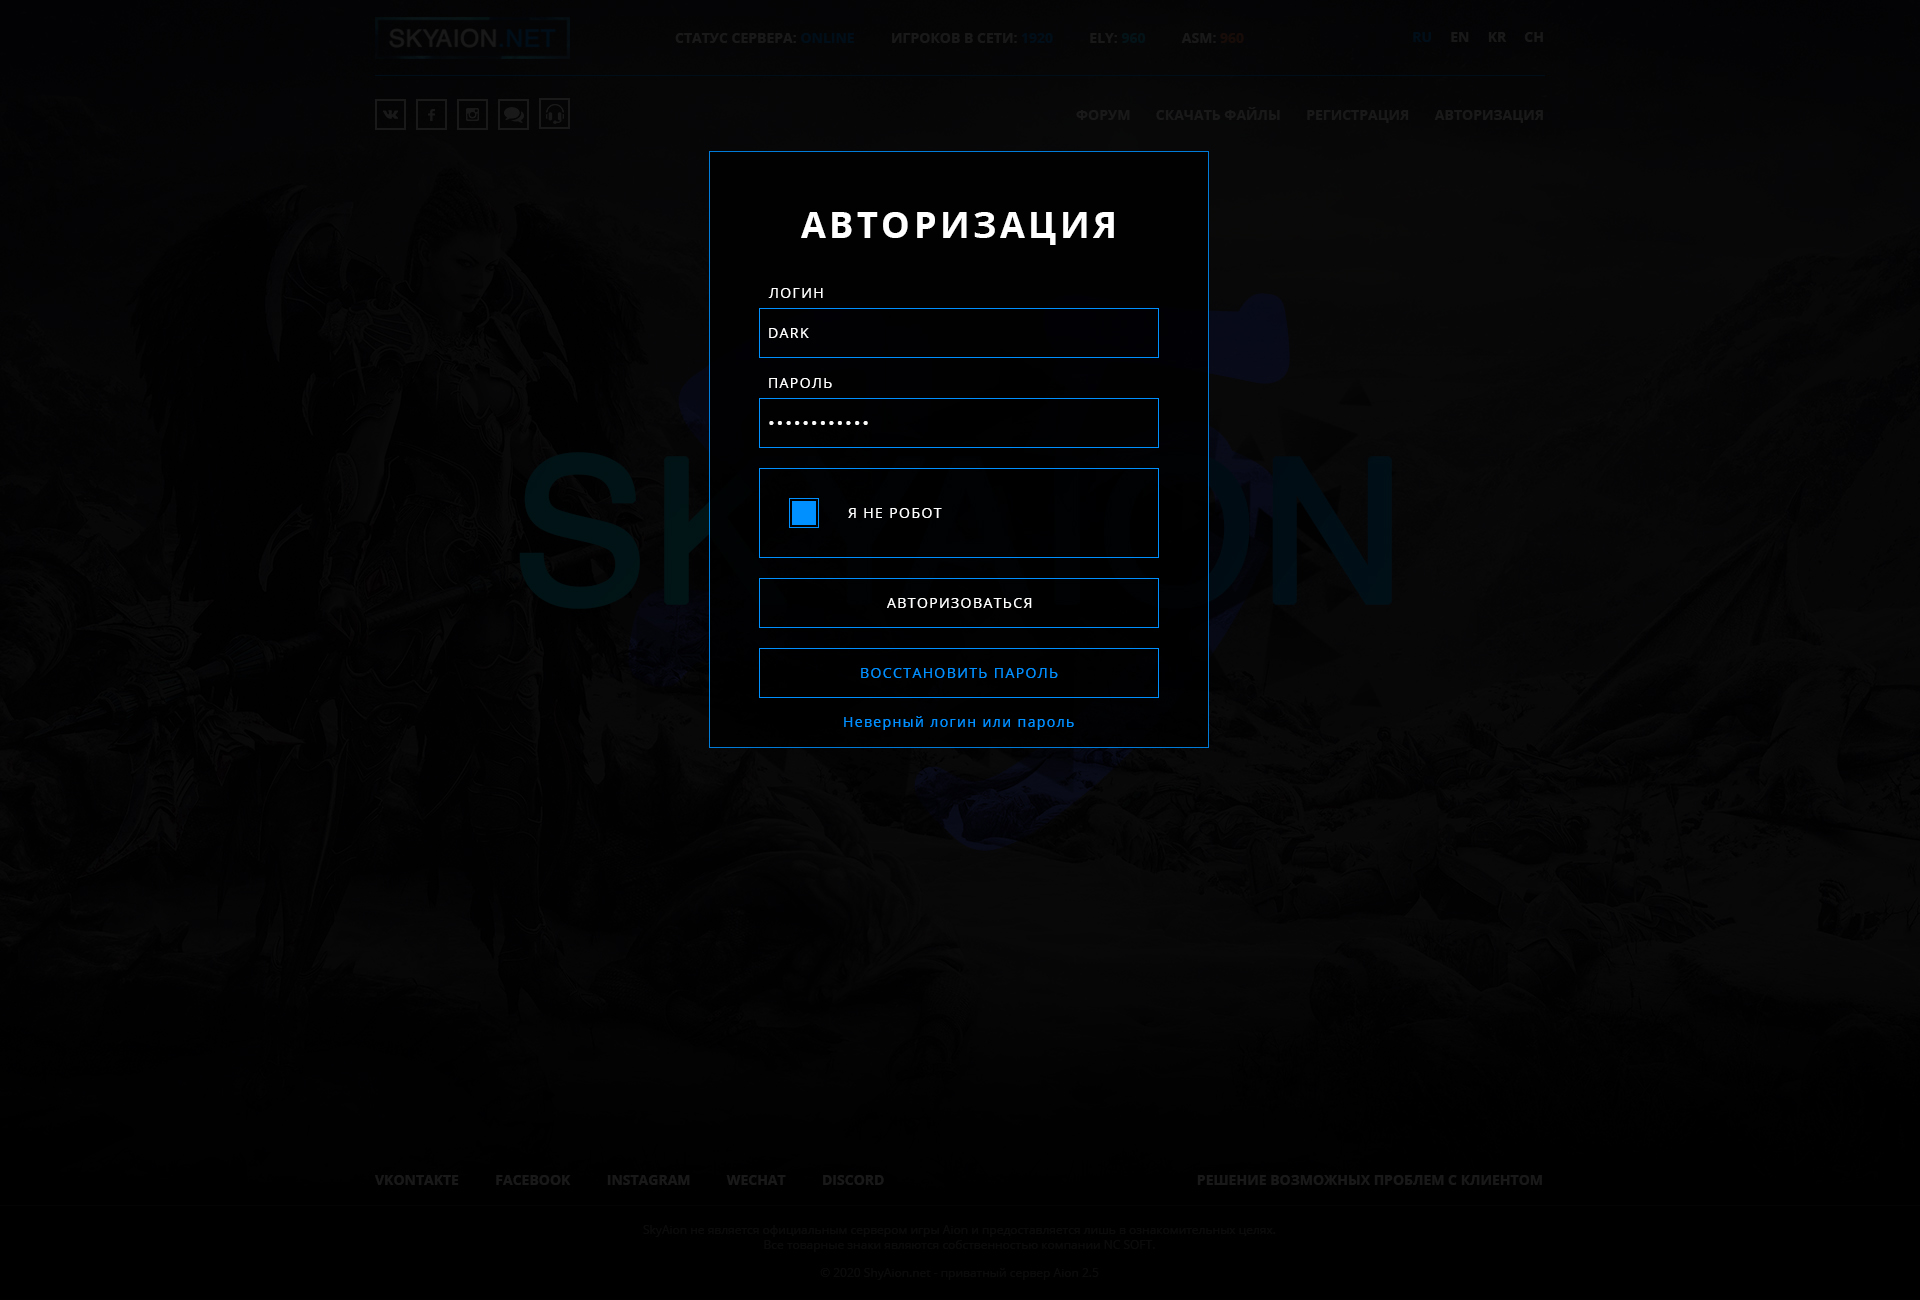 SKYAION.NET
СТАТУС СЕРВЕРА: ONLINE ИГРОКОВ В СЕТИ: 1920 ELY: 960 ASM: 960
RU EN KR CH
ФОРУМ СКАЧАТЬ ФАЙЛЫ РЕГИСТРАЦИЯ АВТОРИЗАЦИЯ
SKYAION
АВТОРИЗАЦИЯ
ЛОГИН
DARK
ПАРОЛЬ
••••••••••••
Я НЕ РОБОТ
АВТОРИЗОВАТЬСЯ
ВОССТАНОВИТЬ ПАРОЛЬ
Неверный логин или пароль
VKONTAKTE FACEBOOK INSTAGRAM WECHAT DISCORD
РЕШЕНИЕ ВОЗМОЖНЫХ ПРОБЛЕМ С КЛИЕНТОМ
SkyAion не является официальным сервером игры Aion и предоставляется лишь в ознакомительных целях.
Все товарные знаки являются собственностью компании NC SOFT.
© 2020 ShyAion.net - приватный сервер Aion 2.5